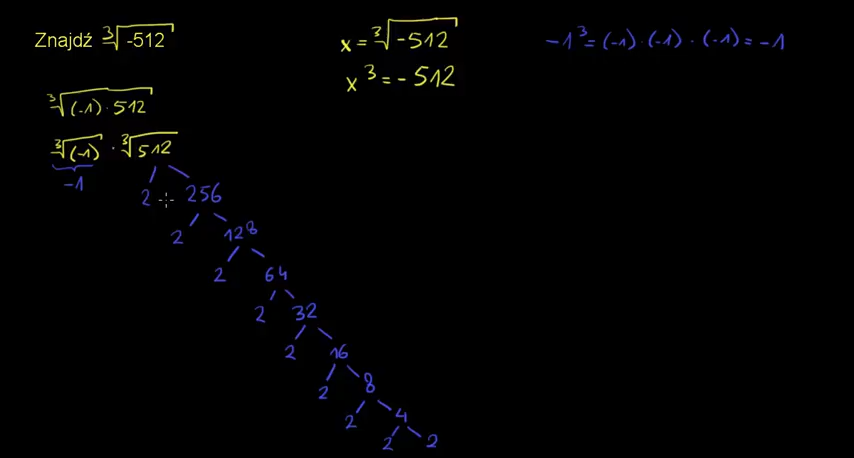 Znajdź ∛-512
x = ∛-512
x³ = -512
-1³ = (-1) · (-1) · (-1) = -1
∛(-1) · 512
∛(-1) · ∛512
-1
2 256
2 128
2 64
2 32
2 16
2 8
2 4
2 2